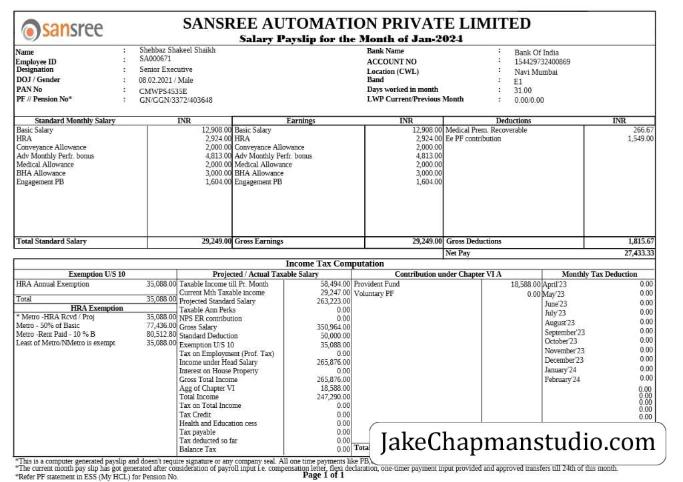 sansree
SANSREE AUTOMATION PRIVATE LIMITED
Salary Payslip for the Month of Jan-2024
Name : Shehbaz Shakeel Shaikh Bank Name : Bank Of India
Employee ID : SA000671 ACCOUNT NO : 154429732400869
Designation : Senior Executive Location (CWL) : Navi Mumbai
DOJ / Gender : 08.02.2021 / Male Band : E1
PAN No : CMWPS4535E Days worked in month : 31.00
PF // Pension No* : GN/GGN/3372/403648 LWP Current/Previous Month : 0.00/0.00
Standard Monthly Salary INR Earnings INR Deductions INR
Basic Salary 12,908.00 Basic Salary 12,908.00 Medical Prem. Recoverable 266.67
HRA 2,924.00 HRA 2,924.00 Ee PF contribution 1,549.00
Conveyance Allowance 2,000.00 Conveyance Allowance 2,000.00
Adv Monthly Perfr. bonus 4,813.00 Adv Monthly Perfr. bonus 4,813.00
Medical Allowance 2,000.00 Medical Allowance 2,000.00
BHA Allowance 3,000.00 BHA Allowance 3,000.00
Engagement PB 1,604.00 Engagement PB 1,604.00
Total Standard Salary 29,249.00 Gross Earnings 29,249.00 Gross Deductions 1,815.67
Net Pay 27,433.33
Income Tax Computation
Exemption U/S 10 Projected / Actual Taxable Salary Contribution under Chapter VI A Monthly Tax Deduction
HRA Annual Exemption 35,088.00 Taxable Income till Pr. Month 58,494.00 Provident Fund 18,588.00 April'23 0.00
Current Mth Taxable income 29,247.00 Voluntary PF 0.00 May'23 0.00
Total 35,088.00 Projected Standard Salary 263,223.00 June'23 0.00
HRA Exemption Taxable Ann Perks 0.00 July'23 0.00
* Metro -HRA Rcvd / Proj 35,088.00 NPS ER contribution 0.00 August'23 0.00
Metro - 50% of Basic 77,436.00 Gross Salary 350,964.00 September'23 0.00
Metro -Rent Paid - 10 % B 80,512.80 Standard Deduction 50,000.00 October'23 0.00
Least of Metro/NMetro is exempt 35,088.00 Exemption U/S 10 35,088.00 November'23 0.00
Tax on Employment (Prof. Tax) 0.00 December'23 0.00
Income under Head Salary 265,876.00 January'24 0.00
Interest on House Property 0.00 February'24 0.00
Gross Total Income 265,876.00
Agg of Chapter VI 18,588.00 0.00
Total Income 247,290.00 0.00
Tax on Total Income 0.00 0.00
Tax Credit 0.00 0.00
Health and Education cess 0.00
Tax payable 0.00
Tax deducted so far 0.00
Balance Tax 0.00 Total
JakeChapmanstudio.com
*This is a computer generated payslip and doesn't require signature or any company seal. All one time payments like PB,
*The current month pay slip has got generated after consideration of payroll input i.e. compensation letter, flexi declaration, one-timer payment input provided and approved transfers till 24th of this month.
*Refer PF statement in ESS (My HCL) for Pension No.
Page 1 of 1